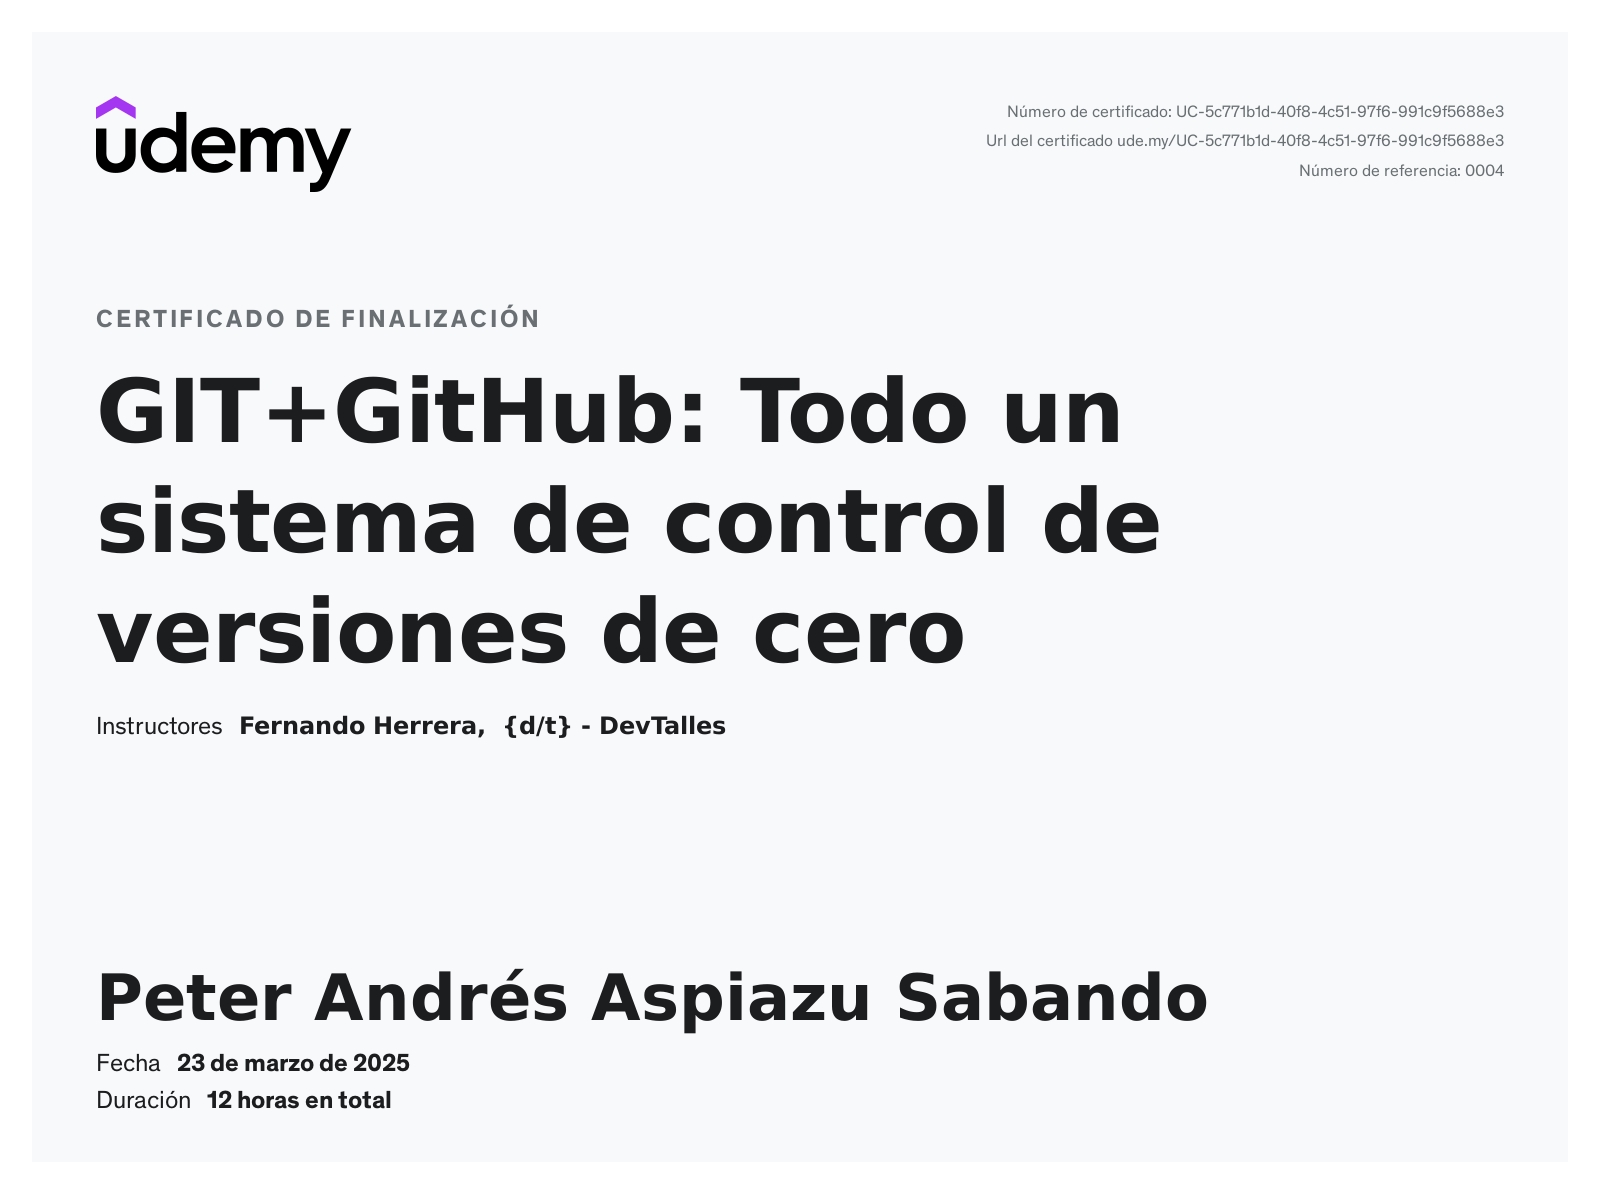 udemy
Número de certificado: UC-5c771b1d-40f8-4c51-97f6-991c9f5688e3
Url del certificado ude.my/UC-5c771b1d-40f8-4c51-97f6-991c9f5688e3
Número de referencia: 0004
CERTIFICADO DE FINALIZACIÓN
GIT+GitHub: Todo un
sistema de control de
versiones de cero
Instructores Fernando Herrera, {d/t} - DevTalles
Peter Andrés Aspiazu Sabando
Fecha 23 de marzo de 2025
Duración 12 horas en total